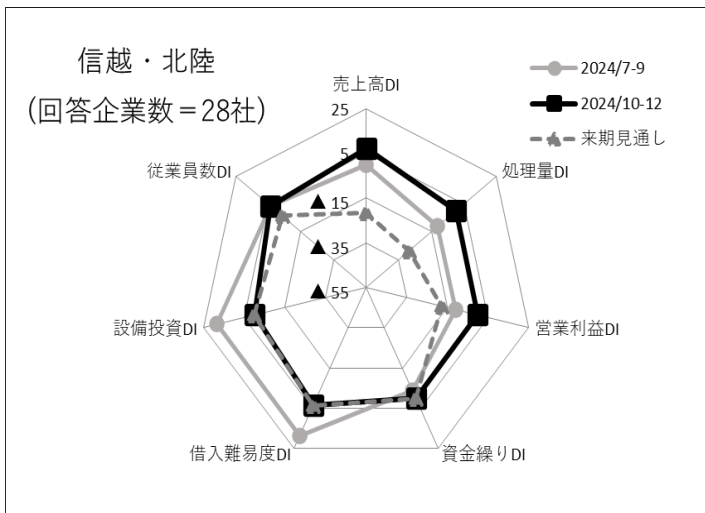 信越・北陸
(回答企業数＝28社)
2024/7-9
2024/10-12
来期見通し
売上高DI
処理量DI
営業利益DI
資金繰りDI
借入難易度DI
設備投資DI
従業員数DI
25
5
▲ 15
▲ 35
▲ 55